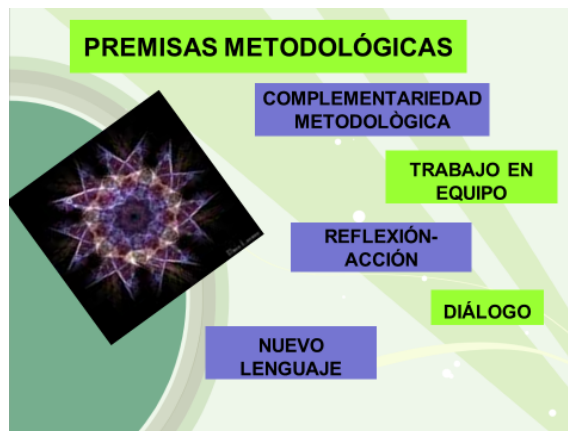 PREMISAS METODOLÓGICAS
COMPLEMENTARIEDAD
METODOLÒGICA
TRABAJO EN
EQUIPO
REFLEXIÓN-
ACCIÓN
DIÁLOGO
NUEVO
LENGUAJE